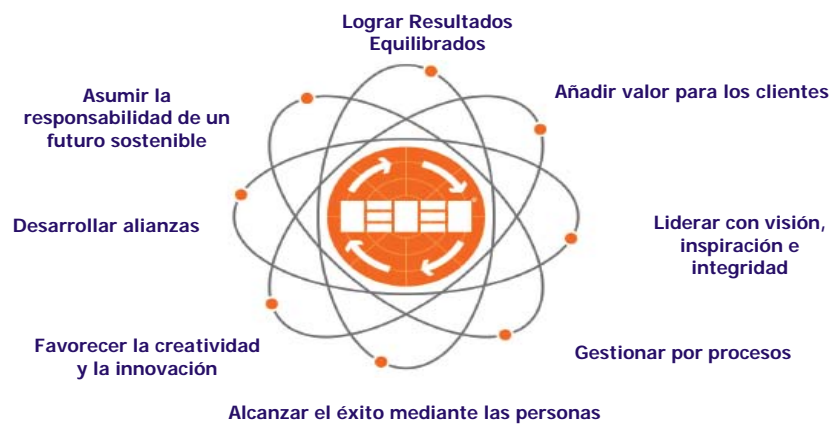 Lograr Resultados
Equilibrados
Añadir valor para los clientes
Asumir la
responsabilidad de un
futuro sostenible
Desarrollar alianzas
Liderar con visión,
inspiración e
integridad
Favorecer la creatividad
y la innovación
Gestionar por procesos
Alcanzar el éxito mediante las personas